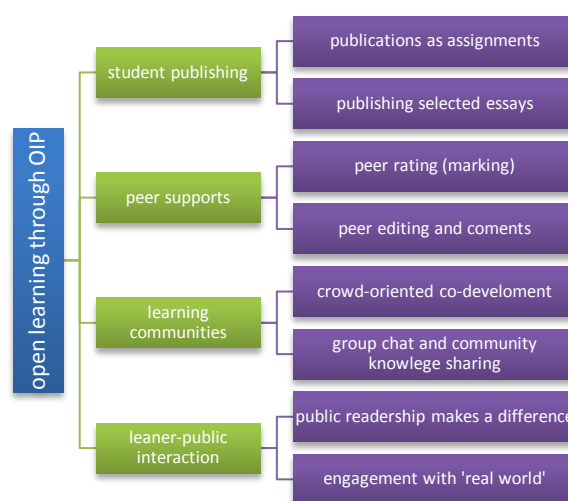 open learning through OIP
student publishing
publications as assignments
publishing selected essays
peer supports
peer rating (marking)
peer editing and coments
learning
communities
crowd-oriented co-develoment
group chat and community
knowlege sharing
leaner-public
interaction
public readership makes a difference
engagement with 'real world'